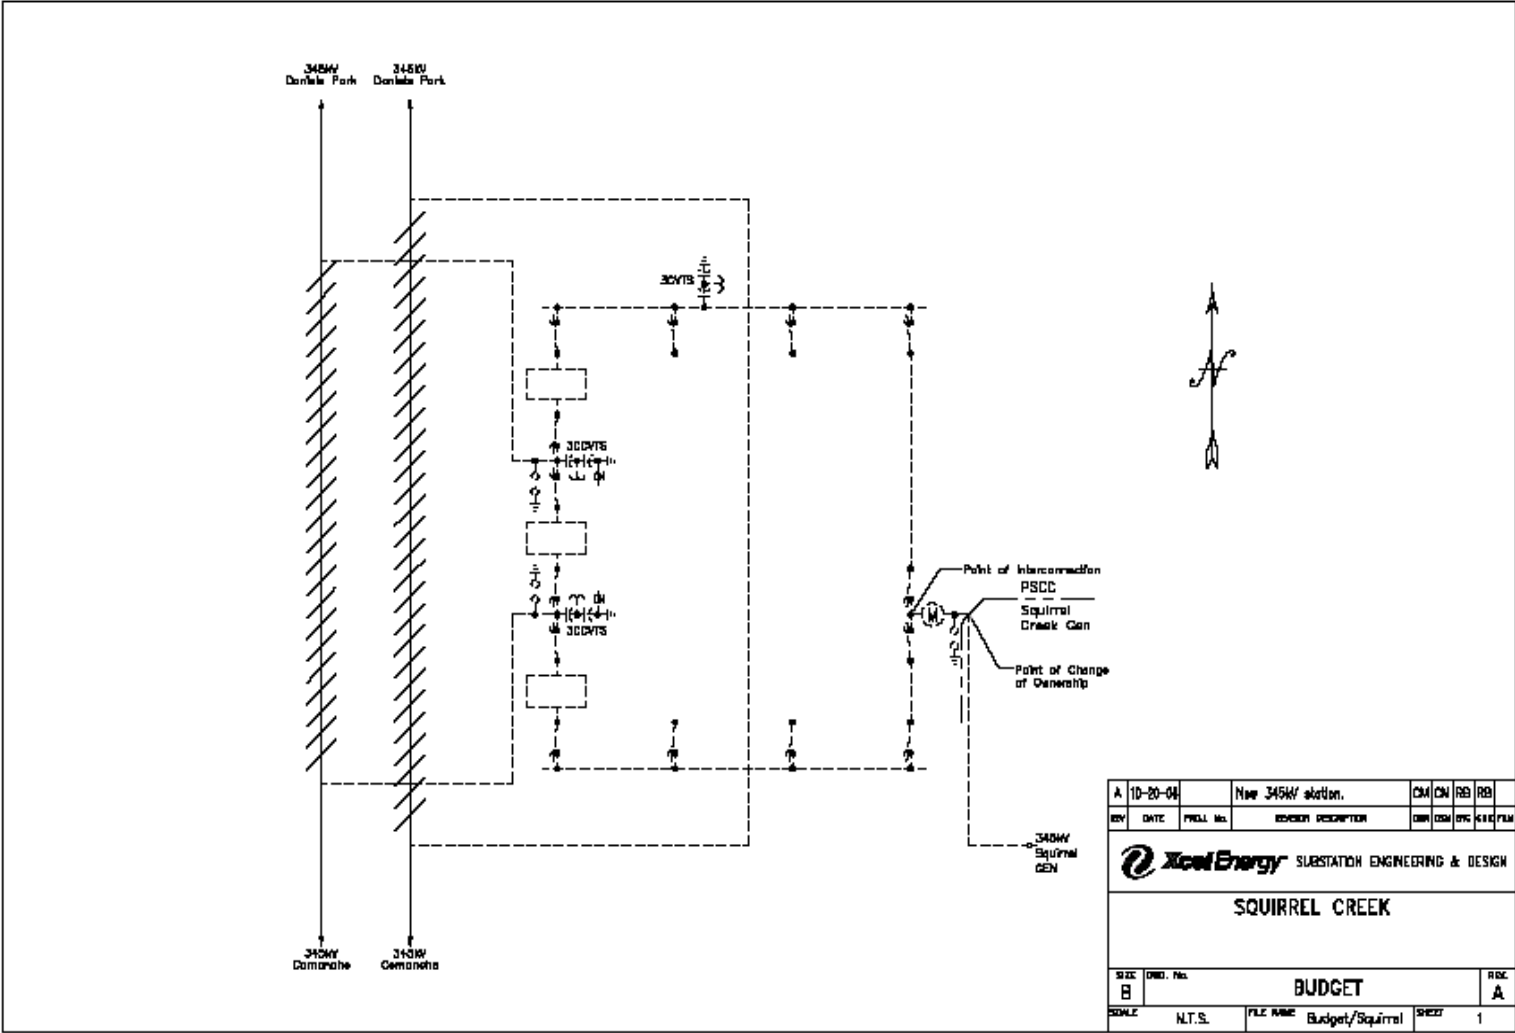 345kV
Daniels Park
345kV
Daniels Park
3CVTS
3CCVTS
3CCVTS
Point of Interconnection
PSCC
Squirrel
Creek Gen
M
Point of Change
of Ownership
345kV
Squirrel
GEN
345kV
Comanche
345kV
Comanche
N
A 10-20-04 New 345kV station. CM CM RB RB
REV DATE PROJ. No. REVISION DESCRIPTION
Xcel Energy SUBSTATION ENGINEERING & DESIGN
SQUIRREL CREEK
SIZE DWG. No. REV.
B BUDGET A
SCALE N.T.S. FILE NAME Budget/Squirrel SHEET 1